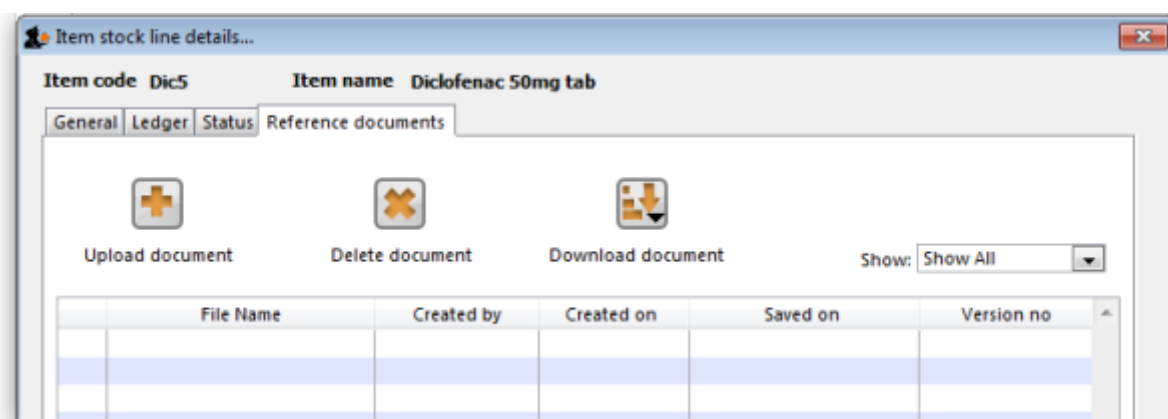 Item stock line details...
Item code Dic5 Item name Diclofenac 50mg tab
General Ledger Status Reference documents
Upload document Delete document Download document Show: Show All
File Name Created by Created on Saved on Version no